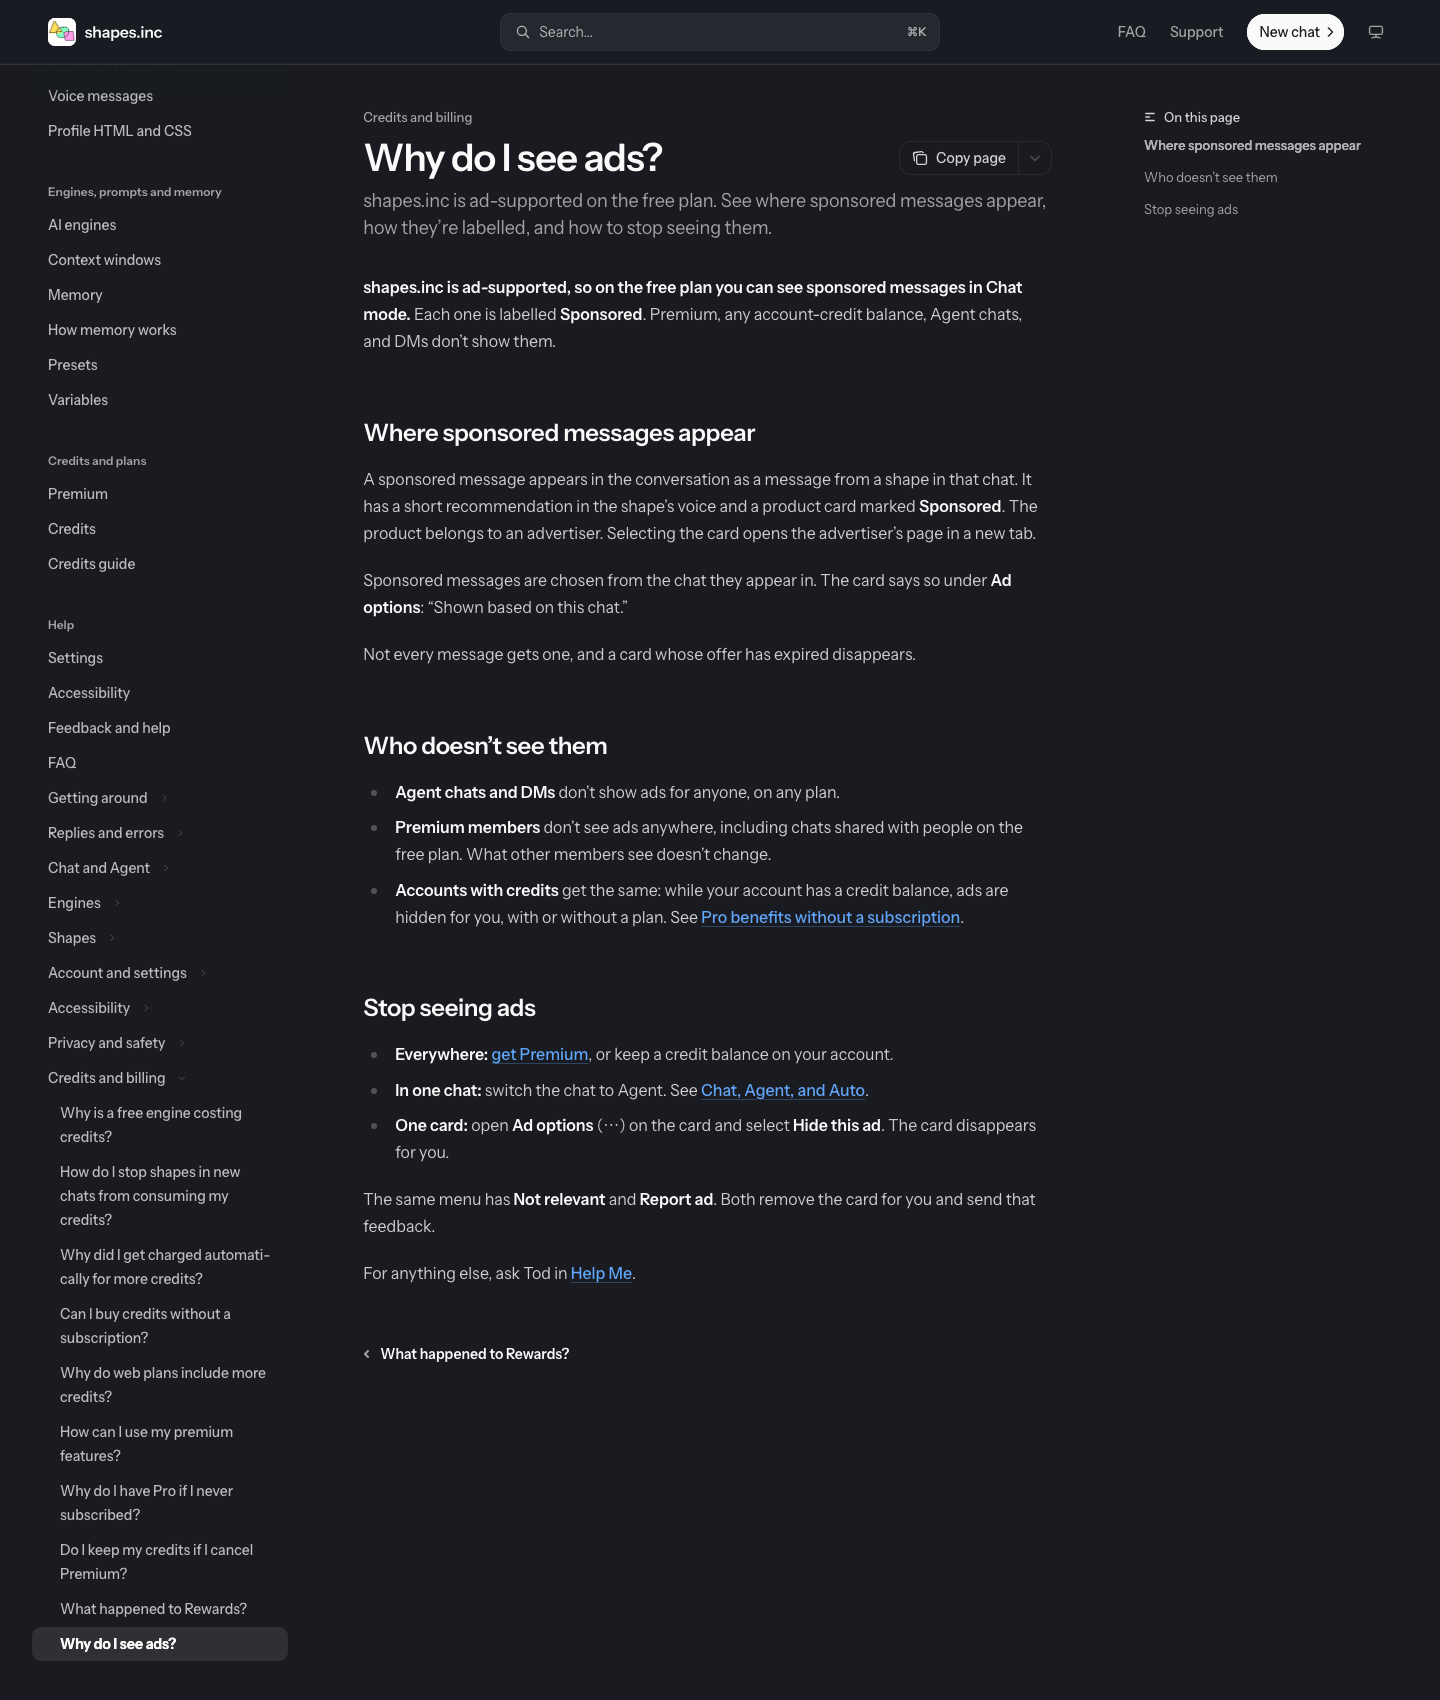 shapes.inc
Search...
⌘K
FAQ
Support
New chat
Voice messages
Profile HTML and CSS
Engines, prompts and memory
AI engines
Context windows
Memory
How memory works
Presets
Variables
Credits and plans
Premium
Credits
Credits guide
Help
Settings
Accessibility
Feedback and help
FAQ
Getting around
Replies and errors
Chat and Agent
Engines
Shapes
Account and settings
Accessibility
Privacy and safety
Credits and billing
Why is a free engine costing
credits?
How do I stop shapes in new
chats from consuming my
credits?
Why did I get charged automati-
cally for more credits?
Can I buy credits without a
subscription?
Why do web plans include more
credits?
How can I use my premium
features?
Why do I have Pro if I never
subscribed?
Do I keep my credits if I cancel
Premium?
What happened to Rewards?
Why do I see ads?
Credits and billing
Why do I see ads?
Copy page
shapes.inc is ad-supported on the free plan. See where sponsored messages appear,
how they’re labelled, and how to stop seeing them.
shapes.inc is ad-supported, so on the free plan you can see sponsored messages in Chat
mode. Each one is labelled Sponsored. Premium, any account-credit balance, Agent chats,
and DMs don’t show them.
Where sponsored messages appear
A sponsored message appears in the conversation as a message from a shape in that chat. It
has a short recommendation in the shape’s voice and a product card marked Sponsored. The
product belongs to an advertiser. Selecting the card opens the advertiser’s page in a new tab.
Sponsored messages are chosen from the chat they appear in. The card says so under Ad
options: “Shown based on this chat.”
Not every message gets one, and a card whose offer has expired disappears.
Who doesn’t see them
Agent chats and DMs don’t show ads for anyone, on any plan.
Premium members don’t see ads anywhere, including chats shared with people on the
free plan. What other members see doesn’t change.
Accounts with credits get the same: while your account has a credit balance, ads are
hidden for you, with or without a plan. See Pro benefits without a subscription.
Stop seeing ads
Everywhere: get Premium, or keep a credit balance on your account.
In one chat: switch the chat to Agent. See Chat, Agent, and Auto.
One card: open Ad options (⋯) on the card and select Hide this ad. The card disappears
for you.
The same menu has Not relevant and Report ad. Both remove the card for you and send that
feedback.
For anything else, ask Tod in Help Me.
What happened to Rewards?
On this page
Where sponsored messages appear
Who doesn’t see them
Stop seeing ads